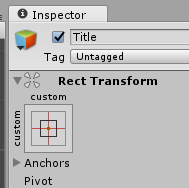 Inspector
Title
Tag Untagged
Rect Transform
custom
custom
Anchors
Pivot